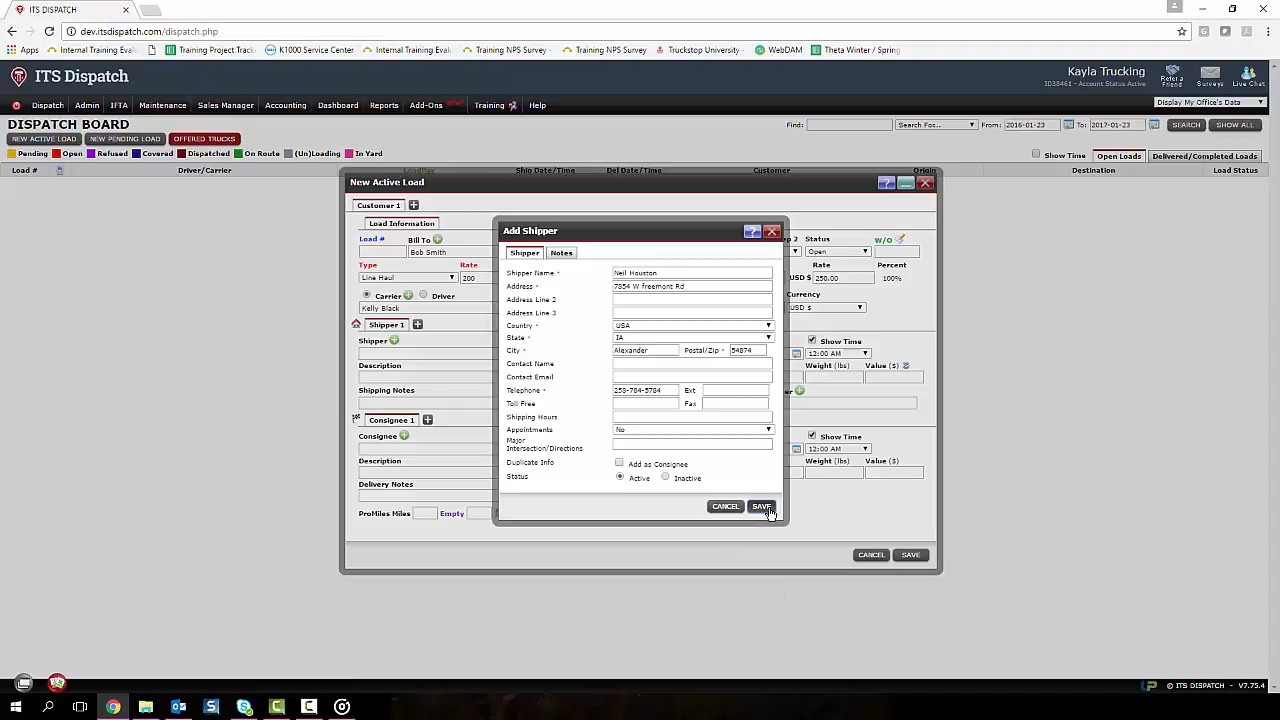 ITS DISPATCH
dev.itsdispatch.com/dispatch.php
Apps Internal Training Eval Training Project Track K1000 Service Center Internal Training Eval Training NPS Survey - Training NPS Survey Truckstop University WebDAM Theta Winter / Spring
ITS Dispatch
Kayla Trucking
ID38461 - Account Status Active
Refer a Friend
Surveys
Live Chat
Dispatch Admin IFTA Maintenance Sales Manager Accounting Dashboard Reports Add-Ons Training Help
Display My Office's Data
DISPATCH BOARD
Find: Search For... From: 2016-01-23 To: 2017-01-23 SEARCH SHOW ALL
NEW ACTIVE LOAD NEW PENDING LOAD OFFERED TRUCKS
Pending Open Refused Covered Dispatched On Route (Un)Loading In Yard
Show Time Open Loads Delivered/Completed Loads
Load # Driver/Carrier LoadPay Ship Date/Time Del Date/Time Customer Origin Destination Load Status
New Active Load
Customer 1
Load Information
Load # Bill To
Bob Smith
2 Status W/O
Open
Type Rate
Line Haul 200
Rate Percent
USD $ 250.00 100%
Carrier Driver
Kelly Black
Currency
USD $
Shipper 1
Shipper
Show Time
12:00 AM
Description
Weight (lbs) Value ($)
Shipping Notes
Consignee 1
Consignee
Show Time
12:00 AM
Description
Weight (lbs) Value ($)
Delivery Notes
ProMiles Miles Empty
CANCEL SAVE
Add Shipper
Shipper Notes
Shipper Name * Neil Houston
Address * 7854 W freemont Rd
Address Line 2
Address Line 3
Country * USA
State * IA
City * Alexander Postal/Zip * 54874
Contact Name
Contact Email
Telephone * 258-784-5784 Ext
Toll Free Fax
Shipping Hours
Appointments No
Major
Intersection/Directions
Duplicate Info Add as Consignee
Status Active Inactive
CANCEL SAVE
© ITS DISPATCH V7.75.4